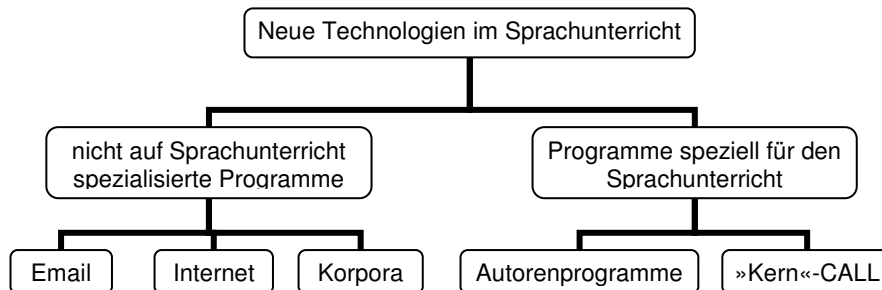 Neue Technologien im Sprachunterricht
nicht auf Sprachunterricht
spezialisierte Programme
Programme speziell für den
Sprachunterricht
Email
Internet
Korpora
Autorenprogramme
»Kern«-CALL